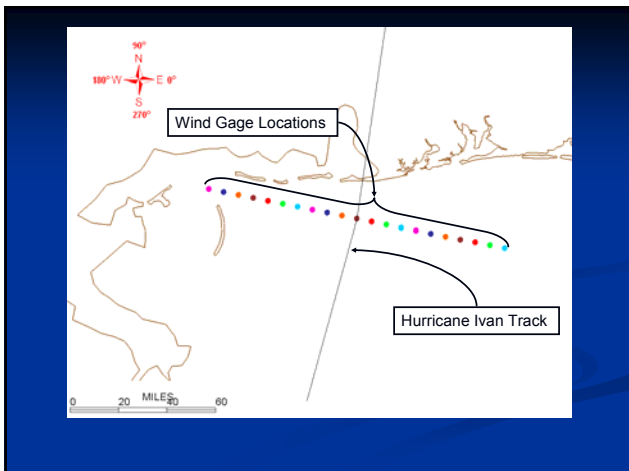 90°
N
180° W E 0°
S
270°
Wind Gage Locations
Hurricane Ivan Track
MILES
0 20 40 60